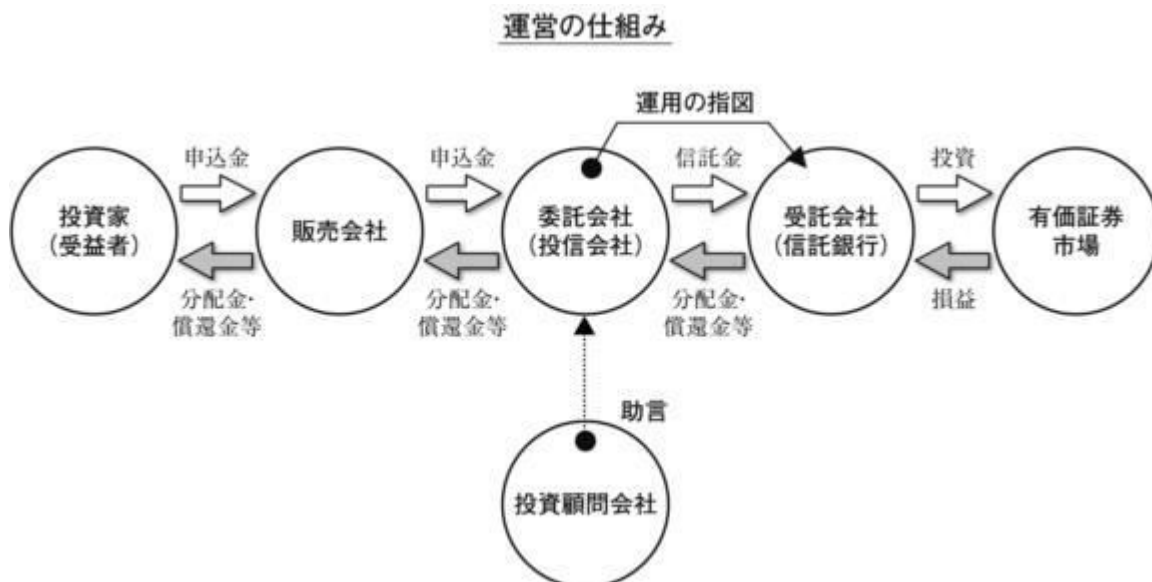 運営の仕組み
運用の指図
申込金
申込金
信託金
投資
投資家
(受益者)
販売会社
委託会社
(投信会社)
受託会社
(信託銀行)
有価証券
市場
分配金・
償還金等
分配金・
償還金等
分配金・
償還金等
損益
助言
投資顧問会社